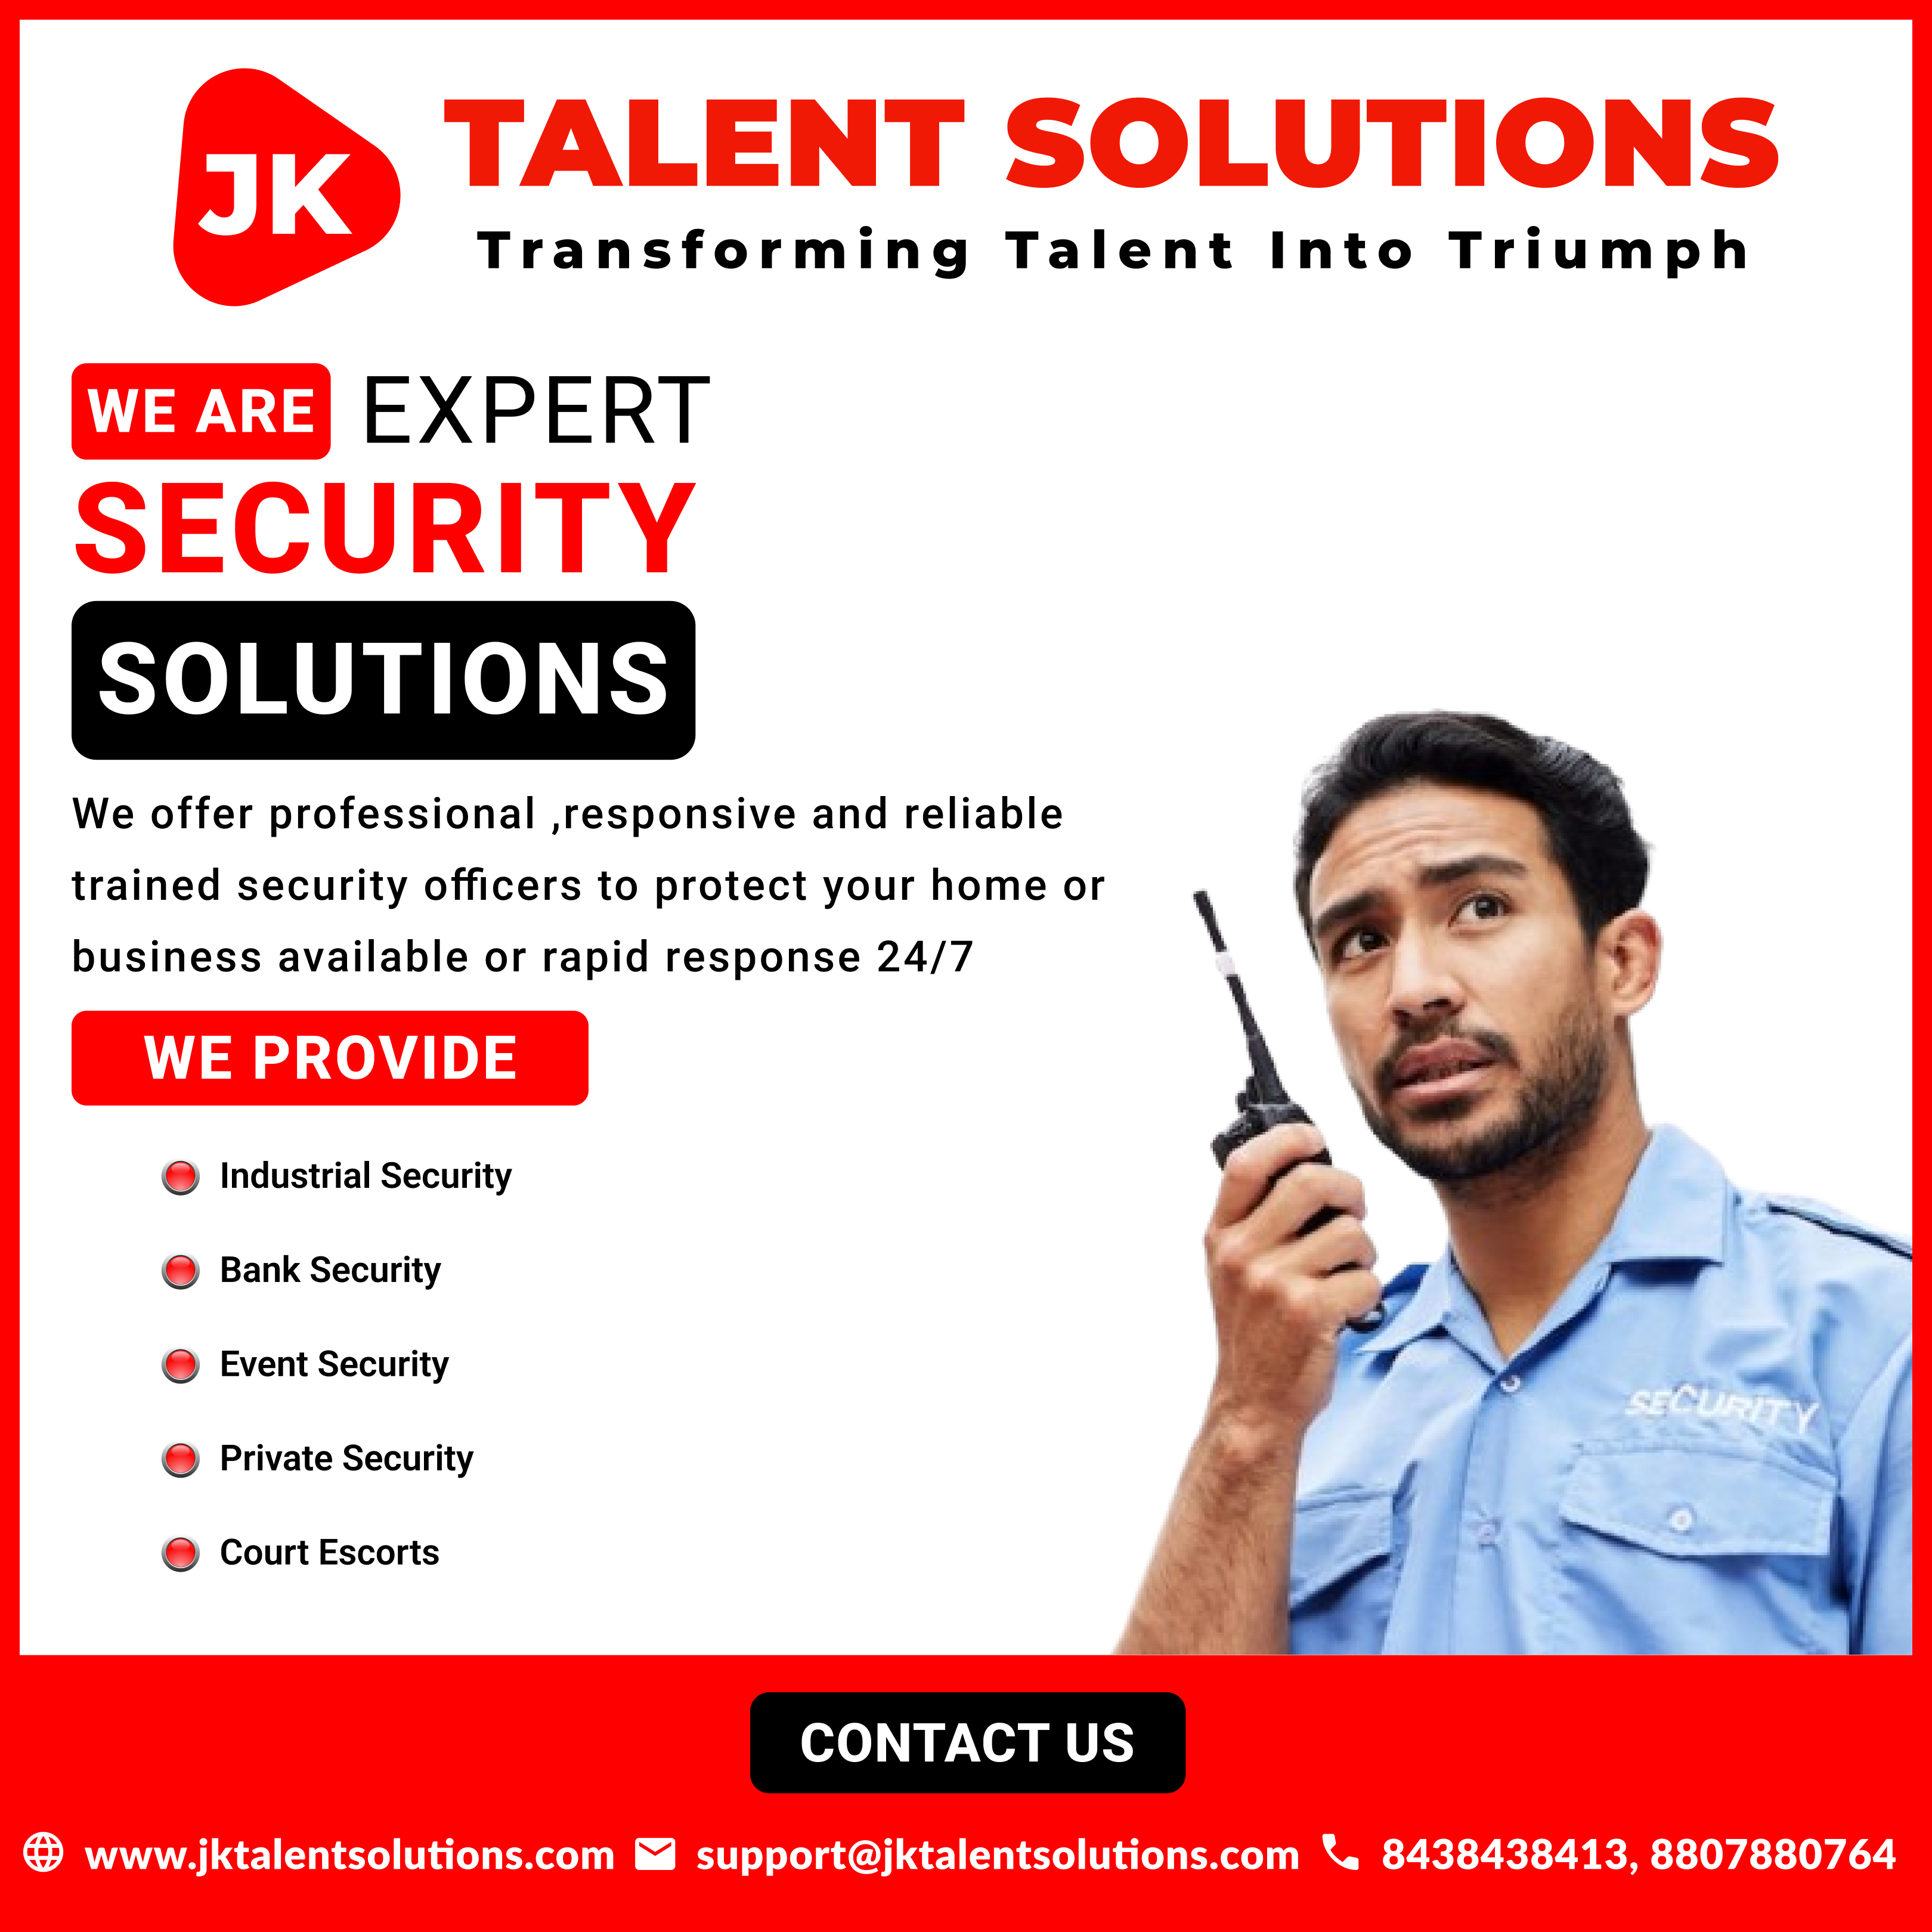 JK
TALENT SOLUTIONS
Transforming Talent Into Triumph
WE ARE EXPERT
SECURITY
SOLUTIONS
We offer professional ,responsive and reliable
trained security officers to protect your home or
business available or rapid response 24/7
WE PROVIDE
Industrial Security
Bank Security
Event Security
Private Security
Court Escorts
SECURITY
CONTACT US
www.jktalentsolutions.com support@jktalentsolutions.com 8438438413, 8807880764